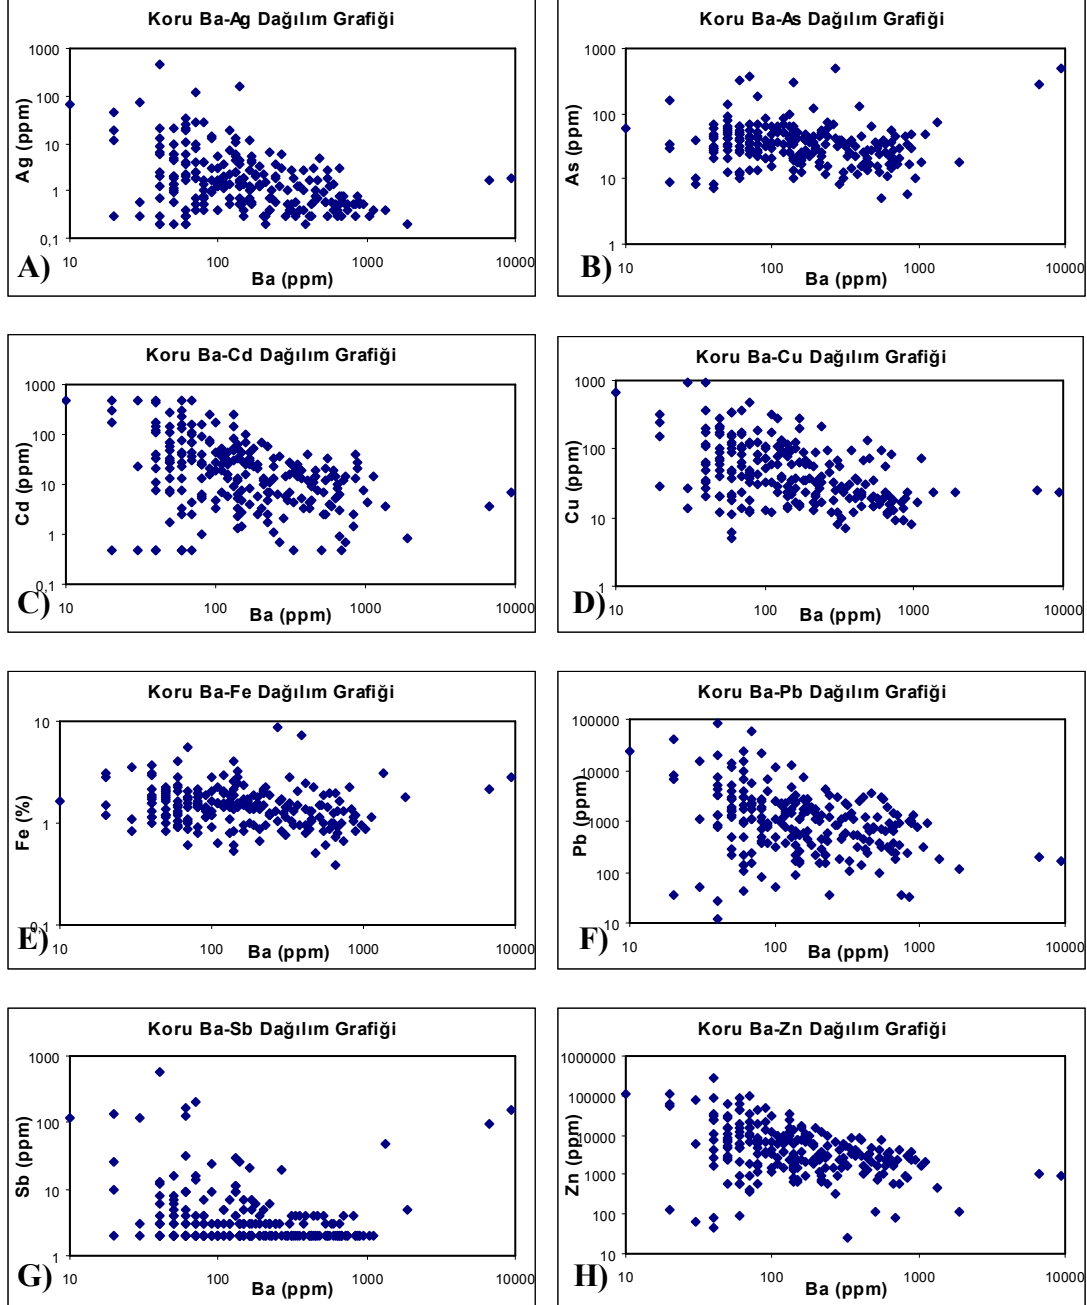 Koru Ba-Ag Dağılım Grafiği
1000
100
10
1
0,1
Ag (ppm)
10 100 1000 10000
A)
Ba (ppm)
Koru Ba-As Dağılım Grafiği
1000
100
10
1
As (ppm)
10 100 1000 10000
B)
Ba (ppm)
Koru Ba-Cd Dağılım Grafiği
1000
100
10
1
0,1
Cd (ppm)
10 100 1000 10000
C)
Ba (ppm)
Koru Ba-Cu Dağılım Grafiği
1000
100
10
1
Cu (ppm)
10 100 1000 10000
D)
Ba (ppm)
Koru Ba-Fe Dağılım Grafiği
10
1
0,1
Fe (%)
10 100 1000 10000
E)
Ba (ppm)
Koru Ba-Pb Dağılım Grafiği
100000
10000
1000
100
10
Pb (ppm)
10 100 1000 10000
F)
Ba (ppm)
Koru Ba-Sb Dağılım Grafiği
1000
100
10
1
Sb (ppm)
10 100 1000 10000
G)
Ba (ppm)
Koru Ba-Zn Dağılım Grafiği
1000000
100000
10000
1000
100
10
Zn (ppm)
10 100 1000 10000
H)
Ba (ppm)